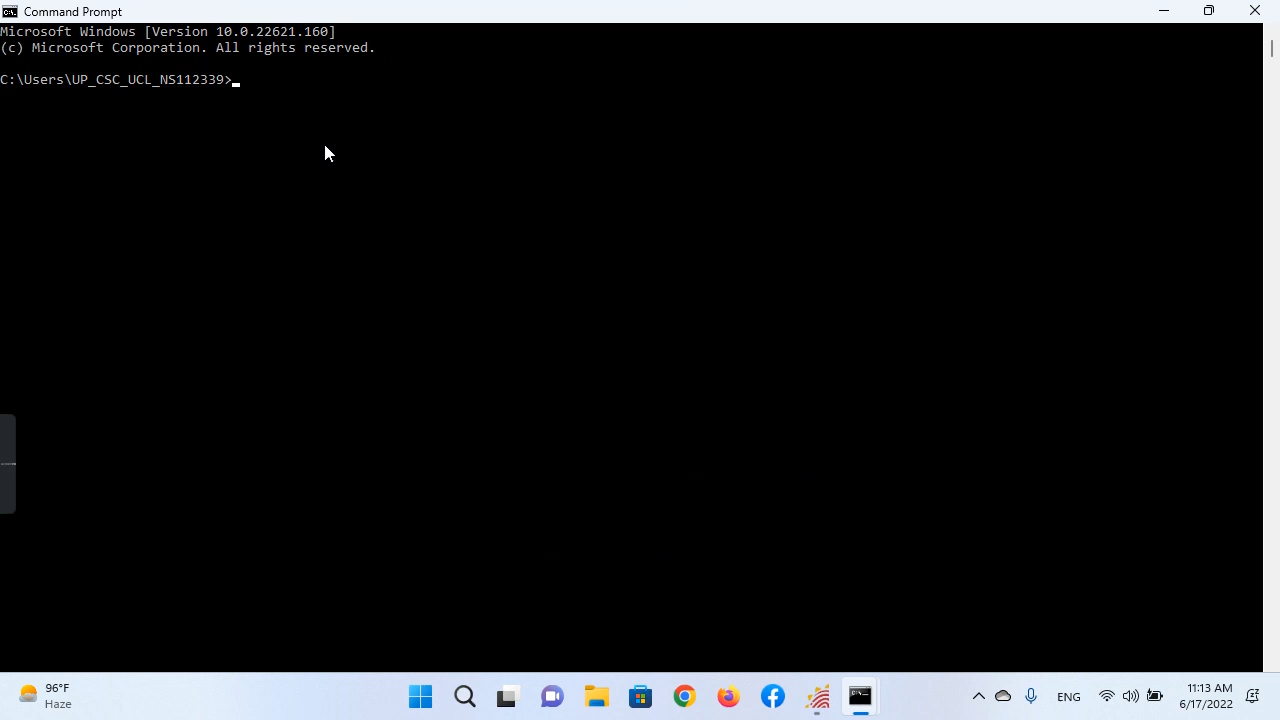 Command Prompt
Microsoft Windows [Version 10.0.22621.160]
(c) Microsoft Corporation. All rights reserved.
C:\Users\UP_CSC_UCL_NS112339>
96°F
Haze
ENG
11:13 AM
6/17/2022